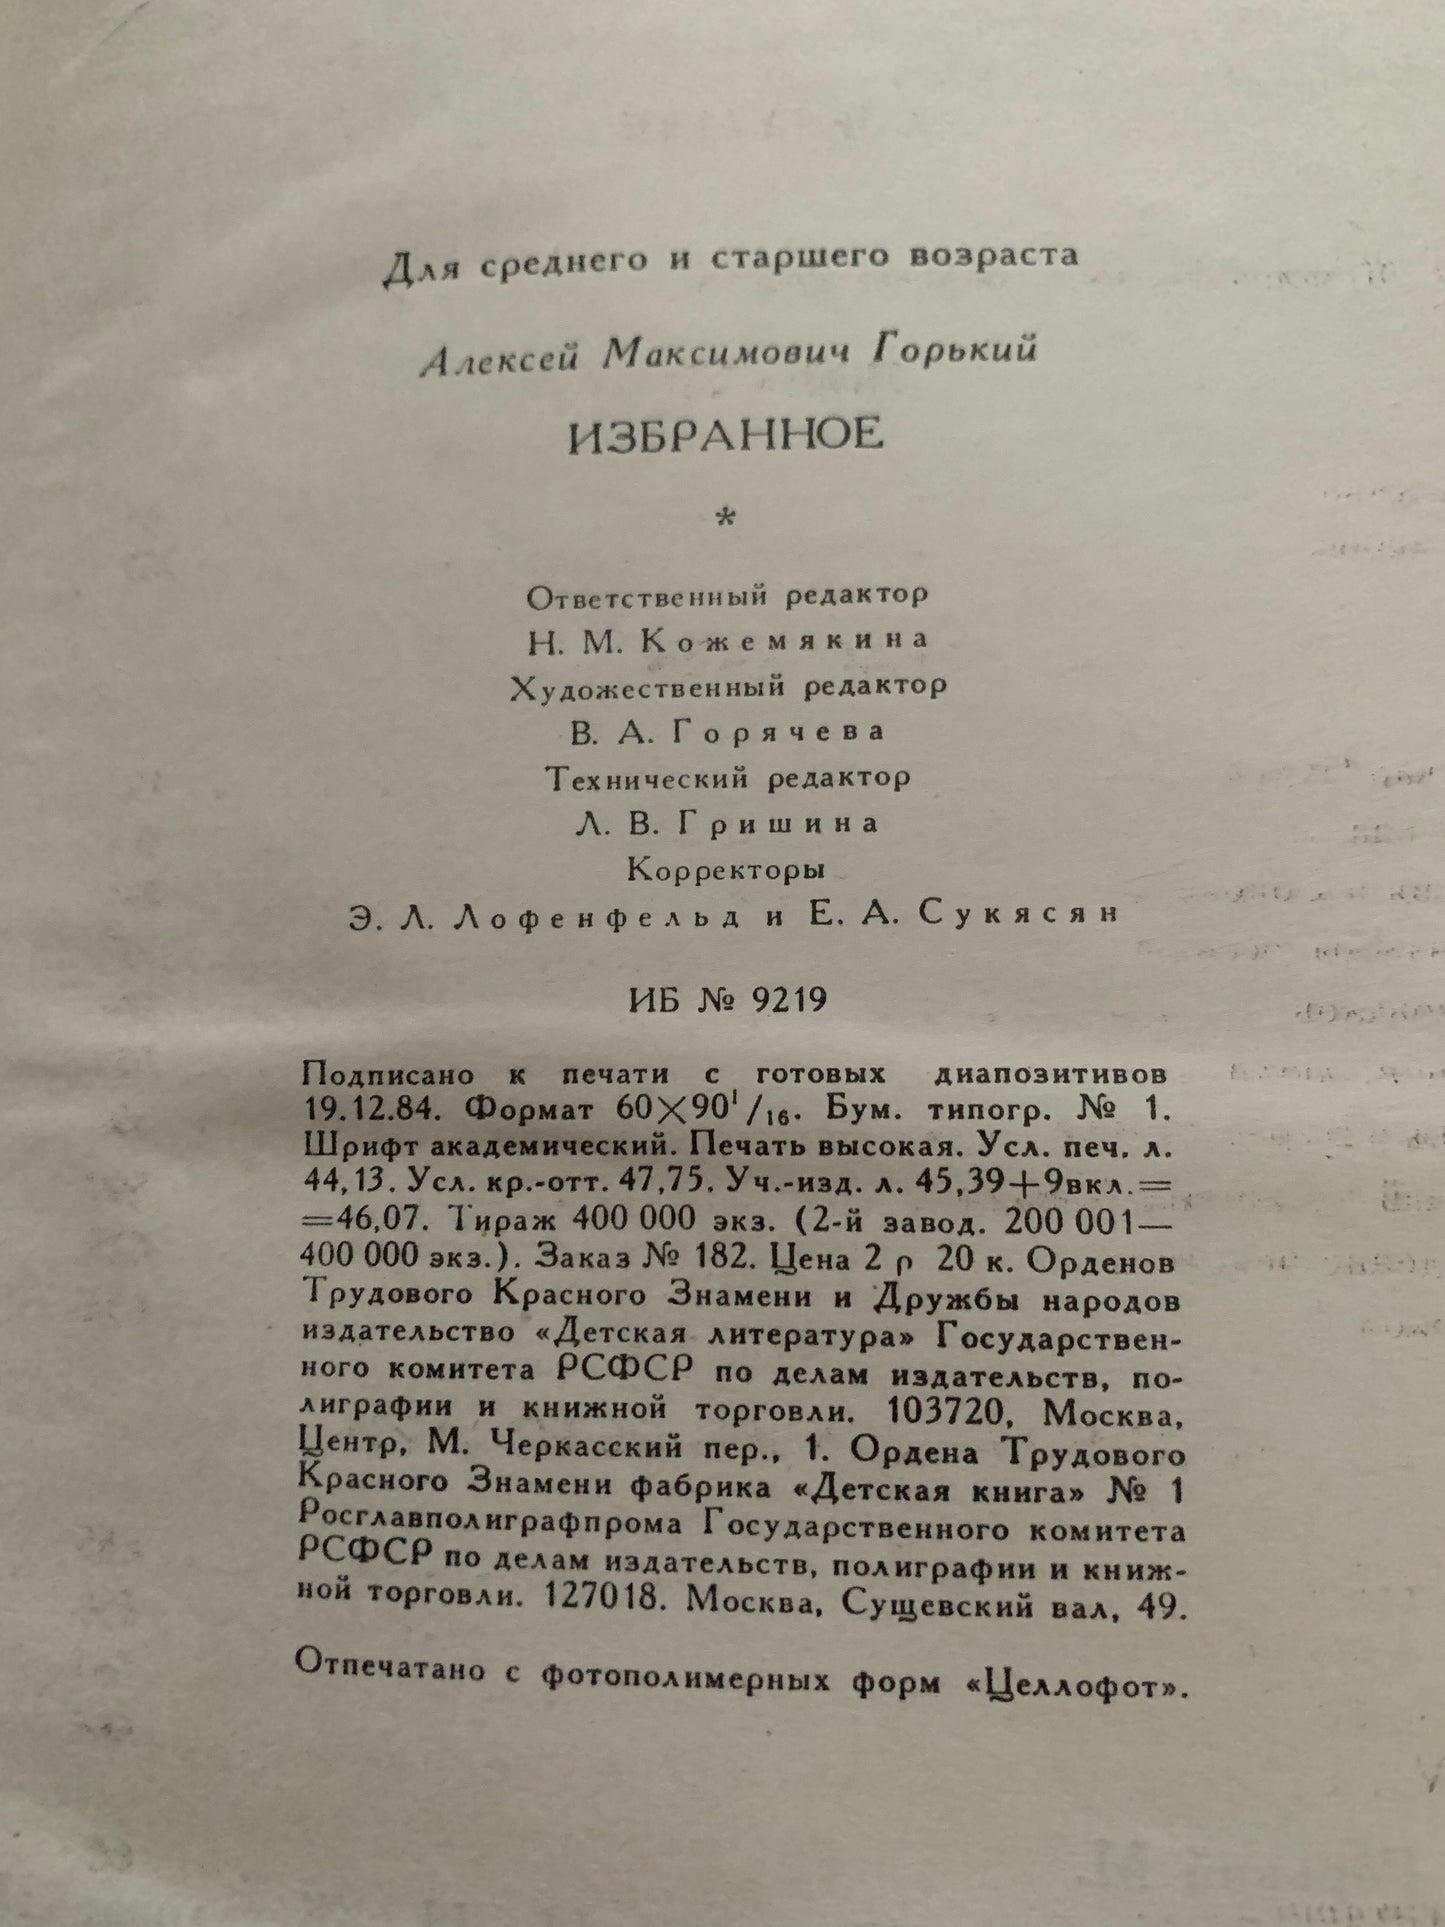 Для среднего и старшего возраста
Алексей Максимович Горький
ИЗБРАННОЕ
*
Ответственный редактор
Н. М. Кожемякина
Художественный редактор
В. А. Горячева
Технический редактор
Л. В. Гришина
Корректоры
Э. Л. Лофенфельд и Е. А. Сукясян
ИБ № 9219
Подписано к печати с готовых диапозитивов
19.12.84. Формат 60×90¹/₁₆. Бум. типогр. № 1.
Шрифт академический. Печать высокая. Усл. печ. л.
44,13. Усл. кр.-отт. 47,75. Уч.-изд. л. 45,39+9вкл.=
=46,07. Тираж 400 000 экз. (2-й завод. 200 001—
400 000 экз.). Заказ № 182. Цена 2 р 20 к. Орденов
Трудового Красного Знамени и Дружбы народов
издательство «Детская литература» Государствен-
ного комитета РСФСР по делам издательств, по-
лиграфии и книжной торговли. 103720, Москва,
Центр, М. Черкасский пер., 1. Ордена Трудового
Красного Знамени фабрика «Детская книга» № 1
Росглавполиграфпрома Государственного комитета
РСФСР по делам издательств, полиграфии и книж-
ной торговли. 127018. Москва, Сущевский вал, 49.
Отпечатано с фотополимерных форм «Целлофот».